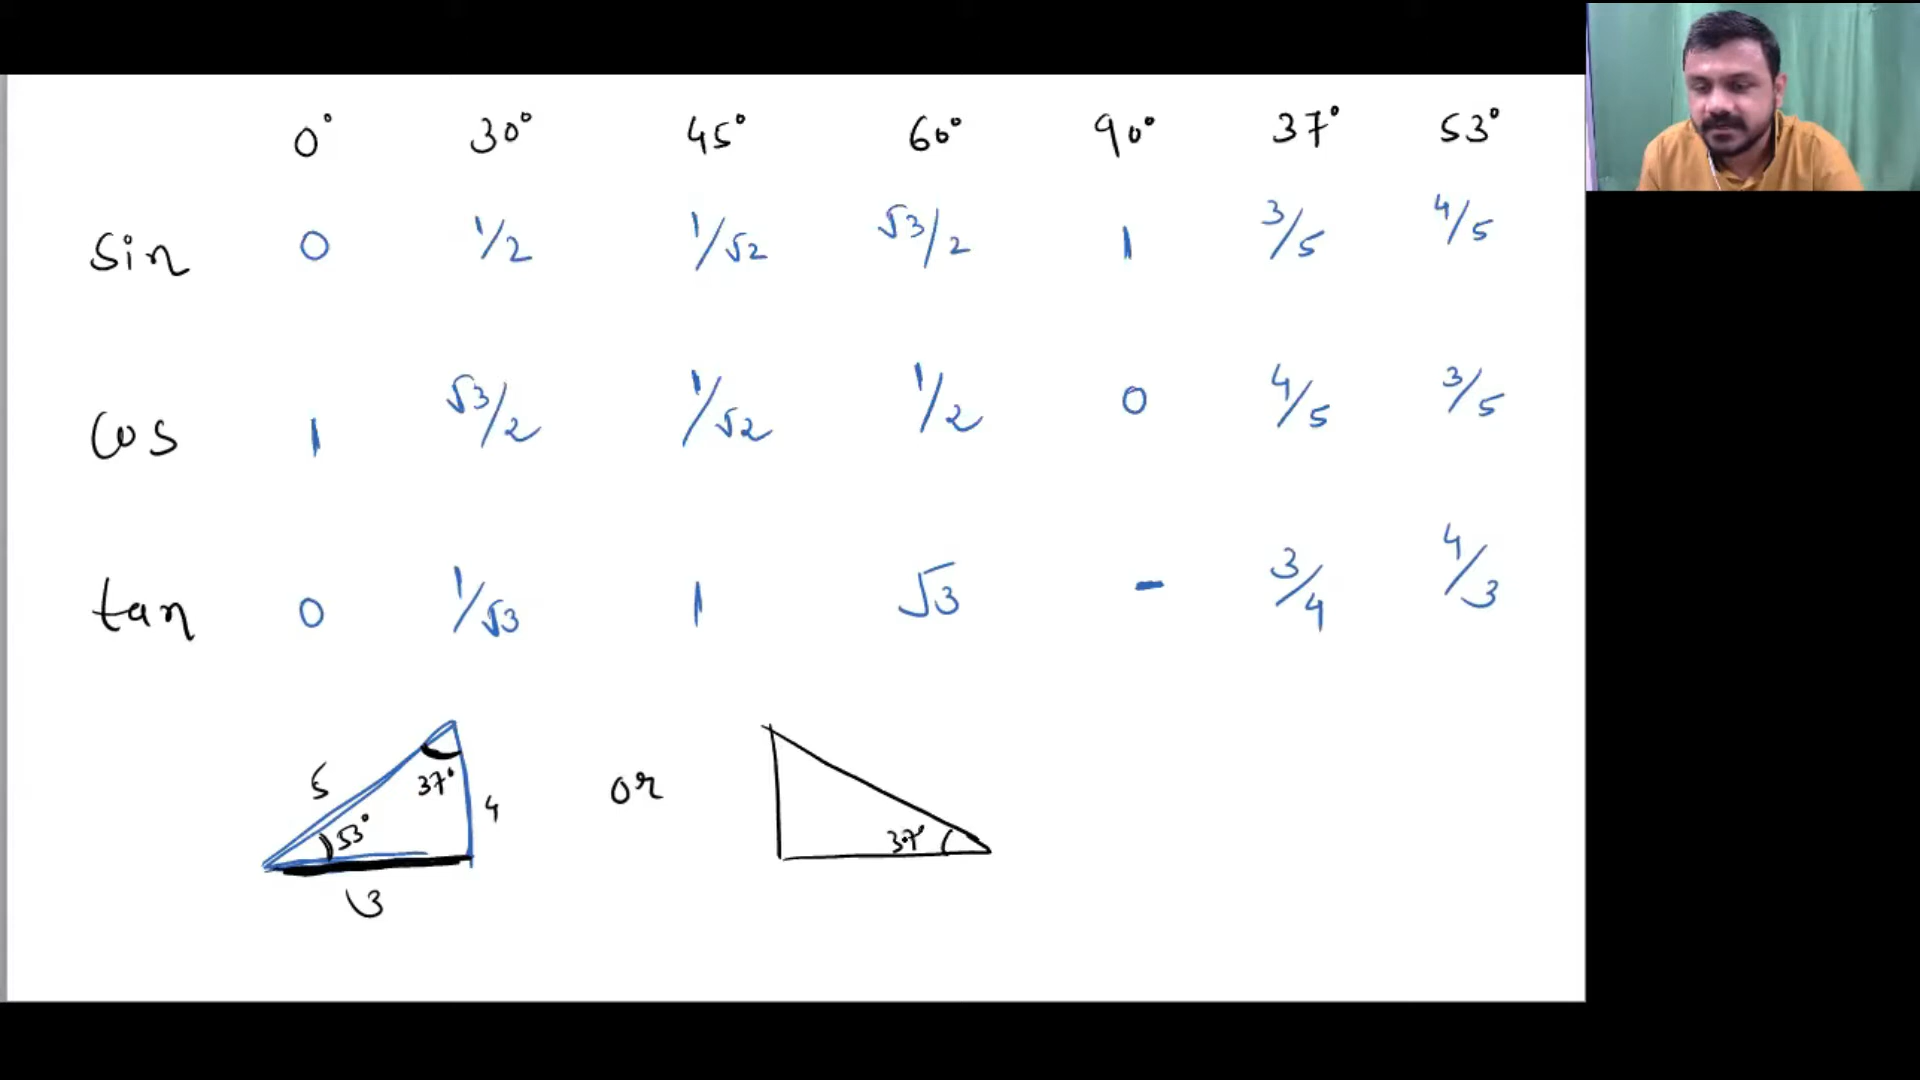 0° 30° 45° 60° 90° 37° 53°
sin 0 1/2 1/√2 √3/2 1 3/5 4/5
cos 1 √3/2 1/√2 1/2 0 4/5 3/5
tan 0 1/√3 1 √3 - 3/4 4/3
5 37° 4
53°
3
or
37°